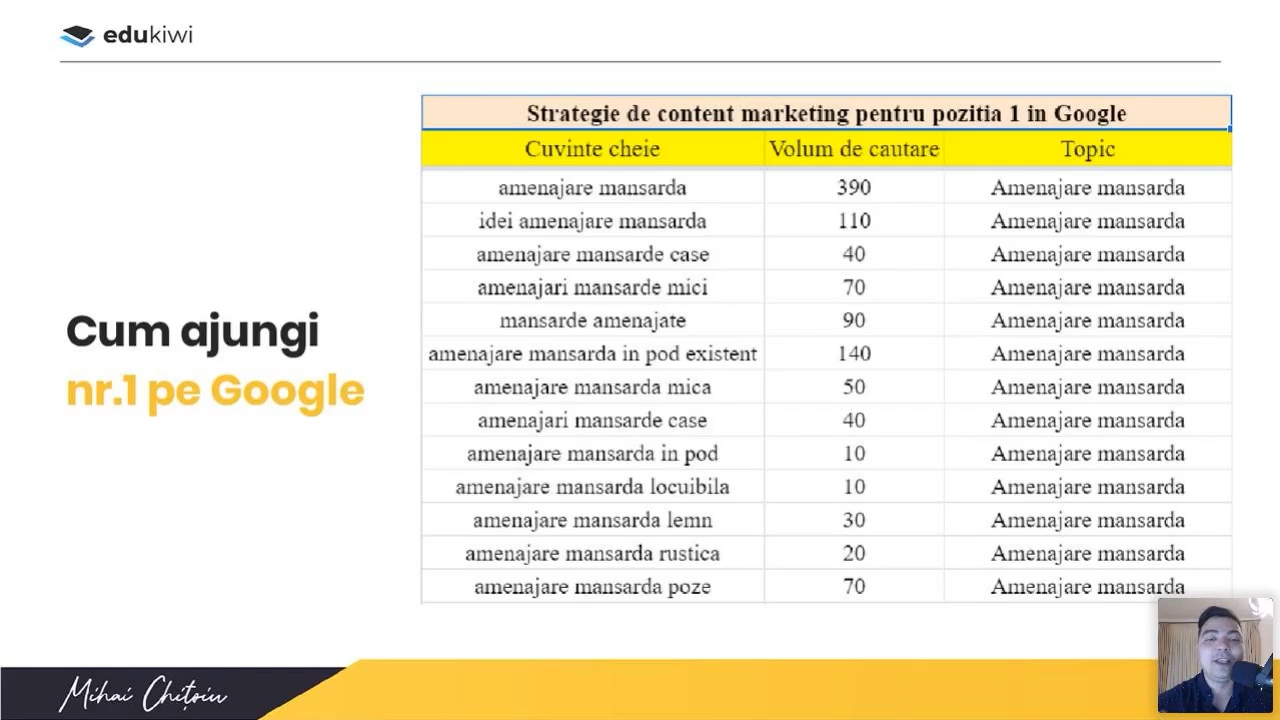 edukiwi
Strategie de content marketing pentru pozitia 1 in Google
Cuvinte cheie Volum de cautare Topic
amenajare mansarda 390 Amenajare mansarda
idei amenajare mansarda 110 Amenajare mansarda
amenajare mansarde case 40 Amenajare mansarda
amenajari mansarde mici 70 Amenajare mansarda
mansarde amenajate 90 Amenajare mansarda
amenajare mansarda in pod existent 140 Amenajare mansarda
amenajare mansarda mica 50 Amenajare mansarda
amenajari mansarde case 40 Amenajare mansarda
amenajare mansarda in pod 10 Amenajare mansarda
amenajare mansarda locuibila 10 Amenajare mansarda
amenajare mansarda lemn 30 Amenajare mansarda
amenajare mansarda rustica 20 Amenajare mansarda
amenajare mansarda poze 70 Amenajare mansarda
Cum ajungi
nr.1 pe Google
Mihai Chițoiu